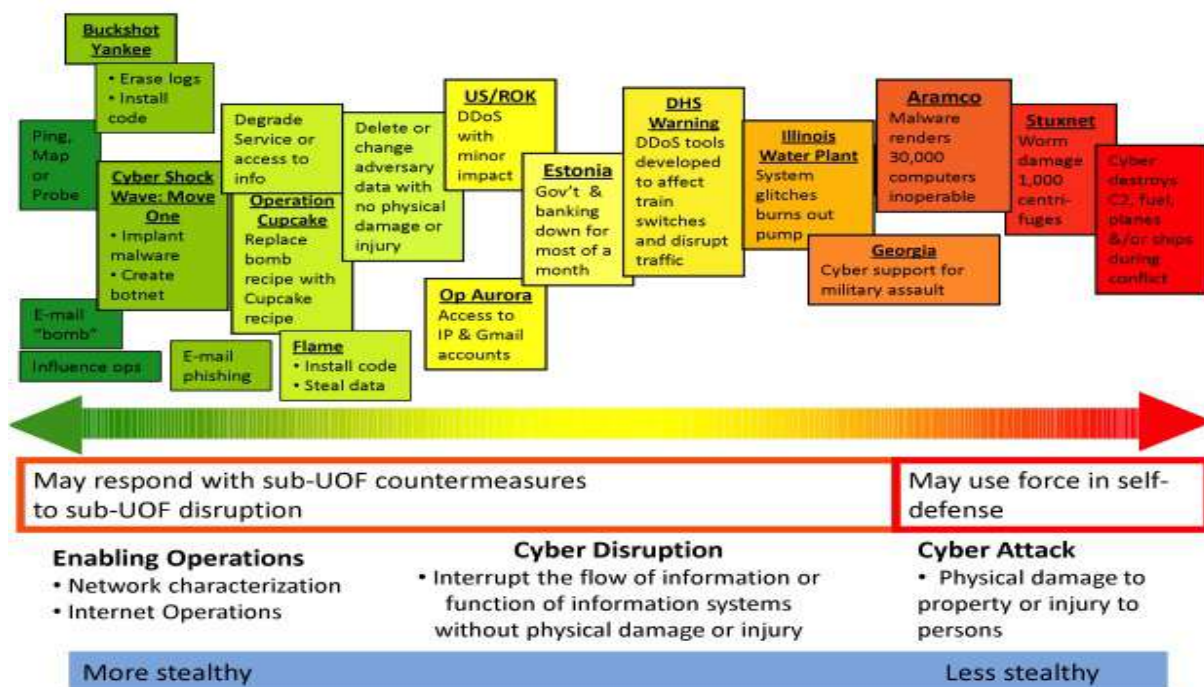 Buckshot
Yankee
• Erase logs
• Install
code
Ping,
Map
or
Probe
Cyber Shock
Wave: Move
One
• Implant
malware
• Create
botnet
E-mail
"bomb"
Influence ops
E-mail
phishing
Degrade
Service or
access to
info
Operation
Cupcake
Replace
bomb
recipe with
Cupcake
recipe
Flame
• Install code
• Steal data
Delete or
change
adversary
data with
no physical
damage or
injury
US/ROK
DDoS
with
minor
impact
Op Aurora
Access to
IP & Gmail
accounts
Estonia
Gov't &
banking
down for
most of a
month
DHS
Warning
DDoS tools
developed
to affect
train
switches
and disrupt
traffic
Illinois
Water Plant
System
glitches
burns out
pump
Georgia
Cyber support for
military assault
Aramco
Malware
renders
30,000
computers
inoperable
Stuxnet
Worm
damage
1,000
centri-
fuges
Cyber
destroys
C2, fuel,
planes
&/or ships
during
conflict
May respond with sub-UOF countermeasures
to sub-UOF disruption
May use force in self-
defense
Enabling Operations
• Network characterization
• Internet Operations
Cyber Disruption
• Interrupt the flow of information or
function of information systems
without physical damage or injury
Cyber Attack
• Physical damage to
property or injury to
persons
More stealthy
Less stealthy